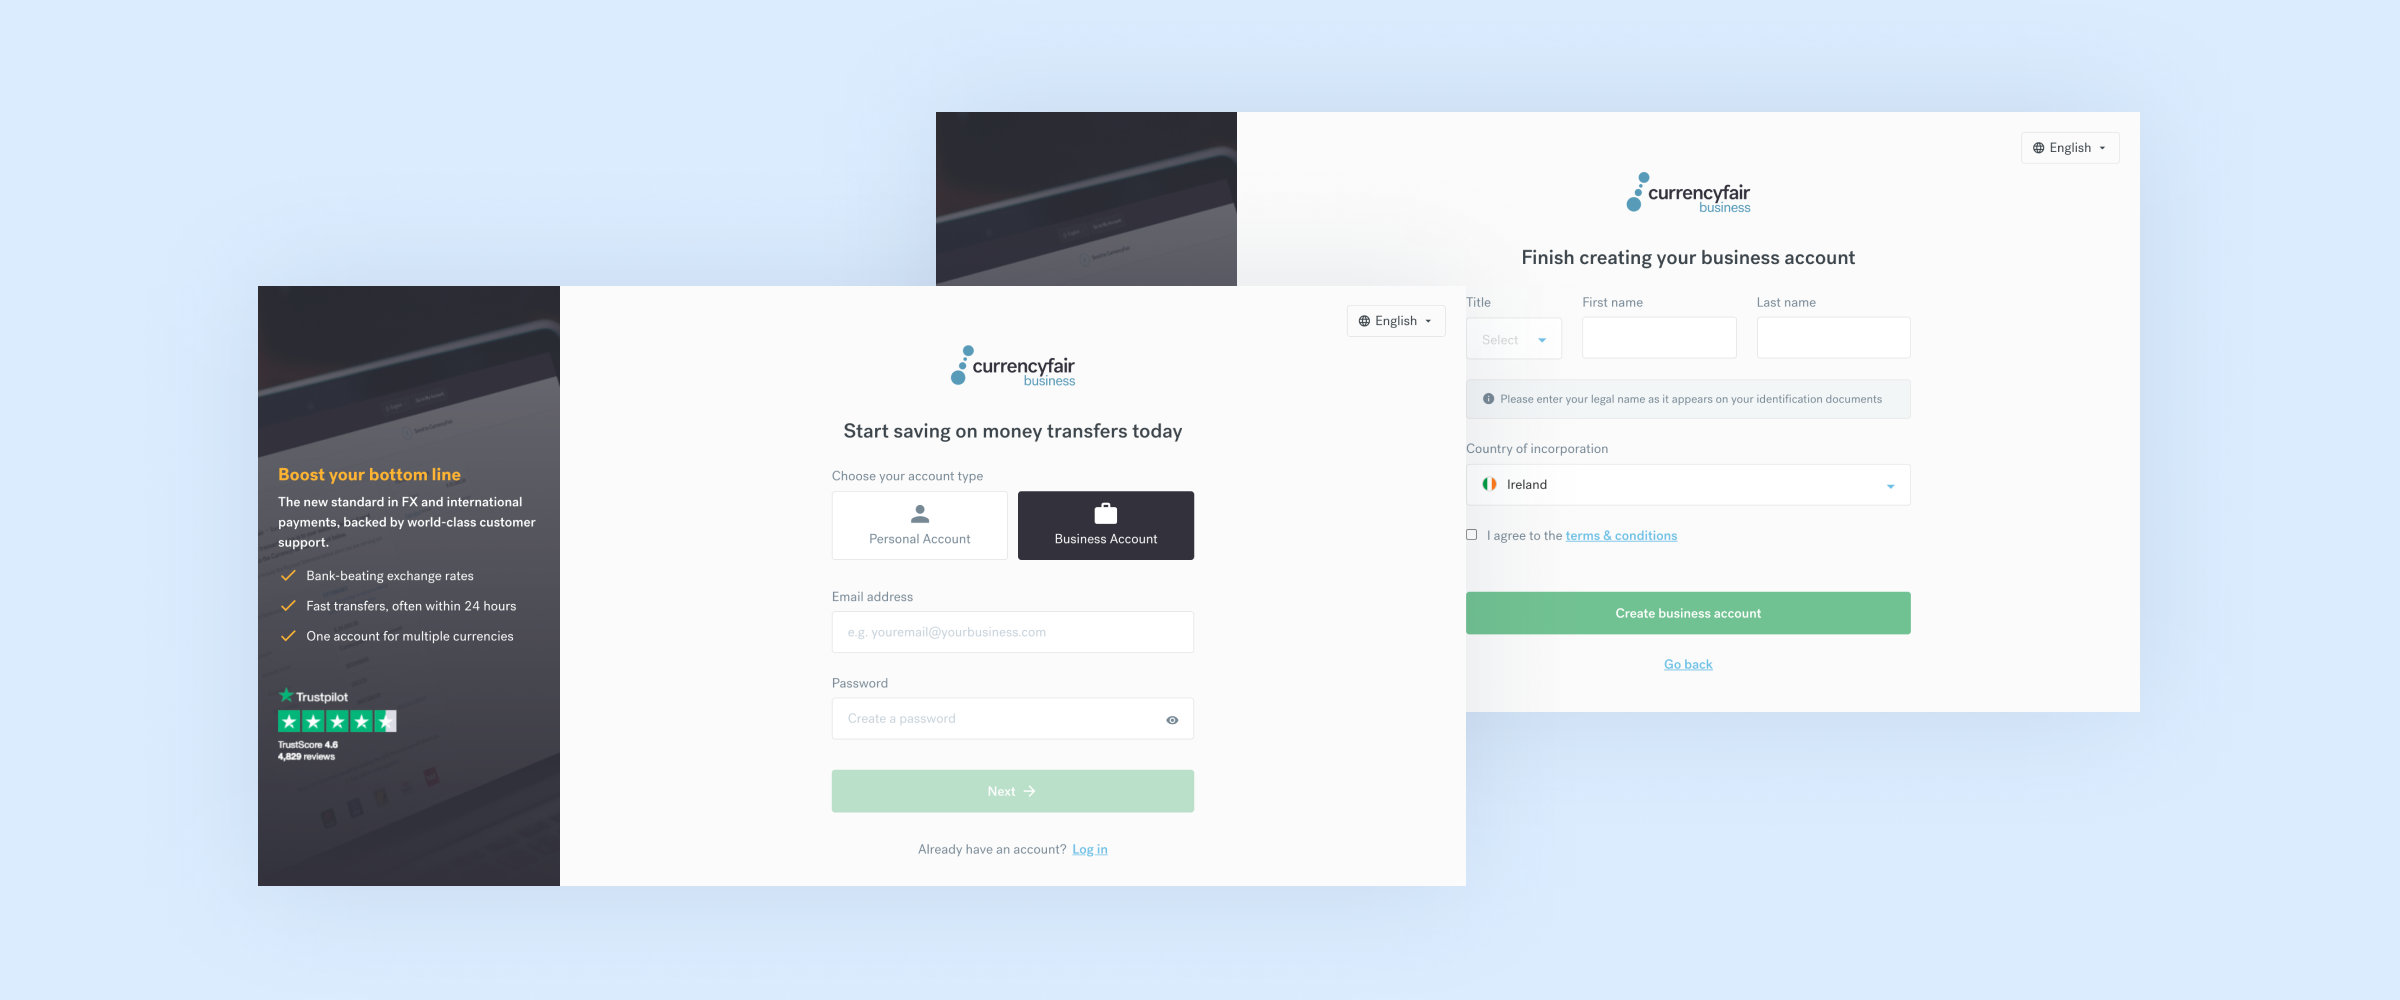 English
currencyfair
business
Finish creating your business account
Title
First name
Last name
Select
Please enter your legal name as it appears on your identification documents
Country of incorporation
Ireland
I agree to the terms & conditions
Create business account
Go back
Boost your bottom line
The new standard in FX and international
payments, backed by world-class customer
support.
Bank-beating exchange rates
Fast transfers, often within 24 hours
One account for multiple currencies
Trustpilot
TrustScore 4.6
4,829 reviews
English
currencyfair
business
Start saving on money transfers today
Choose your account type
Personal Account
Business Account
Email address
e.g. youremail@yourbusiness.com
Password
Create a password
Next
Already have an account? Log in